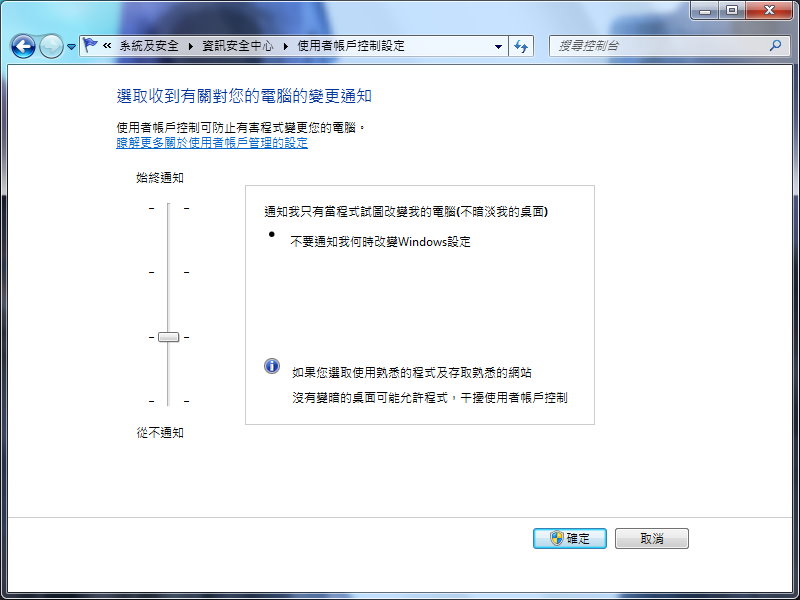 « 系統及安全 ▸ 資訊安全中心 ▸ 使用者帳戶控制設定
搜尋控制台
選取收到有關對您的電腦的變更通知
使用者帳戶控制可防止有害程式變更您的電腦。
瞭解更多關於使用者帳戶管理的設定
始終通知
通知我只有當程式試圖改變我的電腦(不暗淡我的桌面)
● 不要通知我何時改變Windows設定
如果您選取使用熟悉的程式及存取熟悉的網站
沒有變暗的桌面可能允許程式，干擾使用者帳戶控制
從不通知
確定
取消